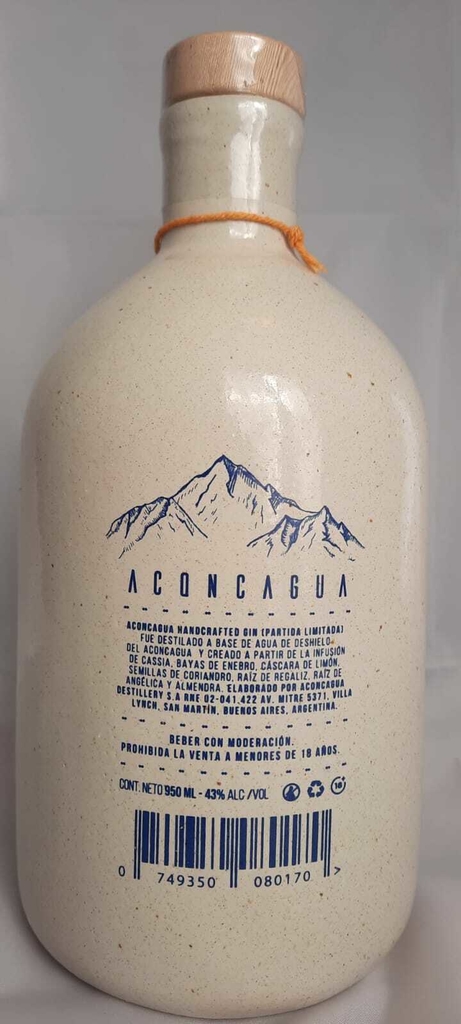 ACONCAGUA
ACONCAGUA HANDCRAFTED GIN (PARTIDA LIMITADA)
FUE DESTILADO A BASE DE AGUA DE DESHIELO
DEL ACONCAGUA Y CREADO A PARTIR DE LA INFUSIÓN
DE CASSIA, BAYAS DE ENEBRO, CÁSCARA DE LIMÓN,
SEMILLAS DE CORIANDRO, RAÍZ DE REGALIZ, RAÍZ DE
ANGÉLICA Y ALMENDRA. ELABORADO POR ACONCAGUA
DESTILLERY S.A RNE 02-041.422 AV. MITRE 5371, VILLA
LYNCH, SAN MARTÍN, BUENOS AIRES, ARGENTINA.
BEBER CON MODERACIÓN.
PROHIBIDA LA VENTA A MENORES DE 18 AÑOS.
CONT. NETO 950 ML - 43% ALC /VOL 18+
0 749350 080170 >